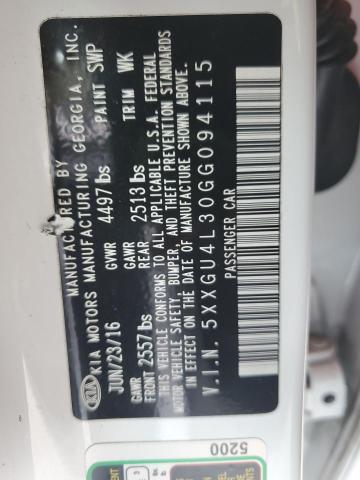 MANUFACTURED BY
KIA KIA MOTORS MANUFACTURING GEORGIA, INC.
JUN/23/16 GVWR 4497 lbs PAINT SWP
GAWR FRONT 2557 lbs GAWR REAR 2513 lbs TRIM WK
THIS VEHICLE CONFORMS TO ALL APPLICABLE U.S.A. FEDERAL
MOTOR VEHICLE SAFETY, BUMPER, AND THEFT PREVENTION STANDARDS
IN EFFECT ON THE DATE OF MANUFACTURE SHOWN ABOVE.
V.I.N. 5XXGU4L30GG094115
PASSENGER CAR
5200